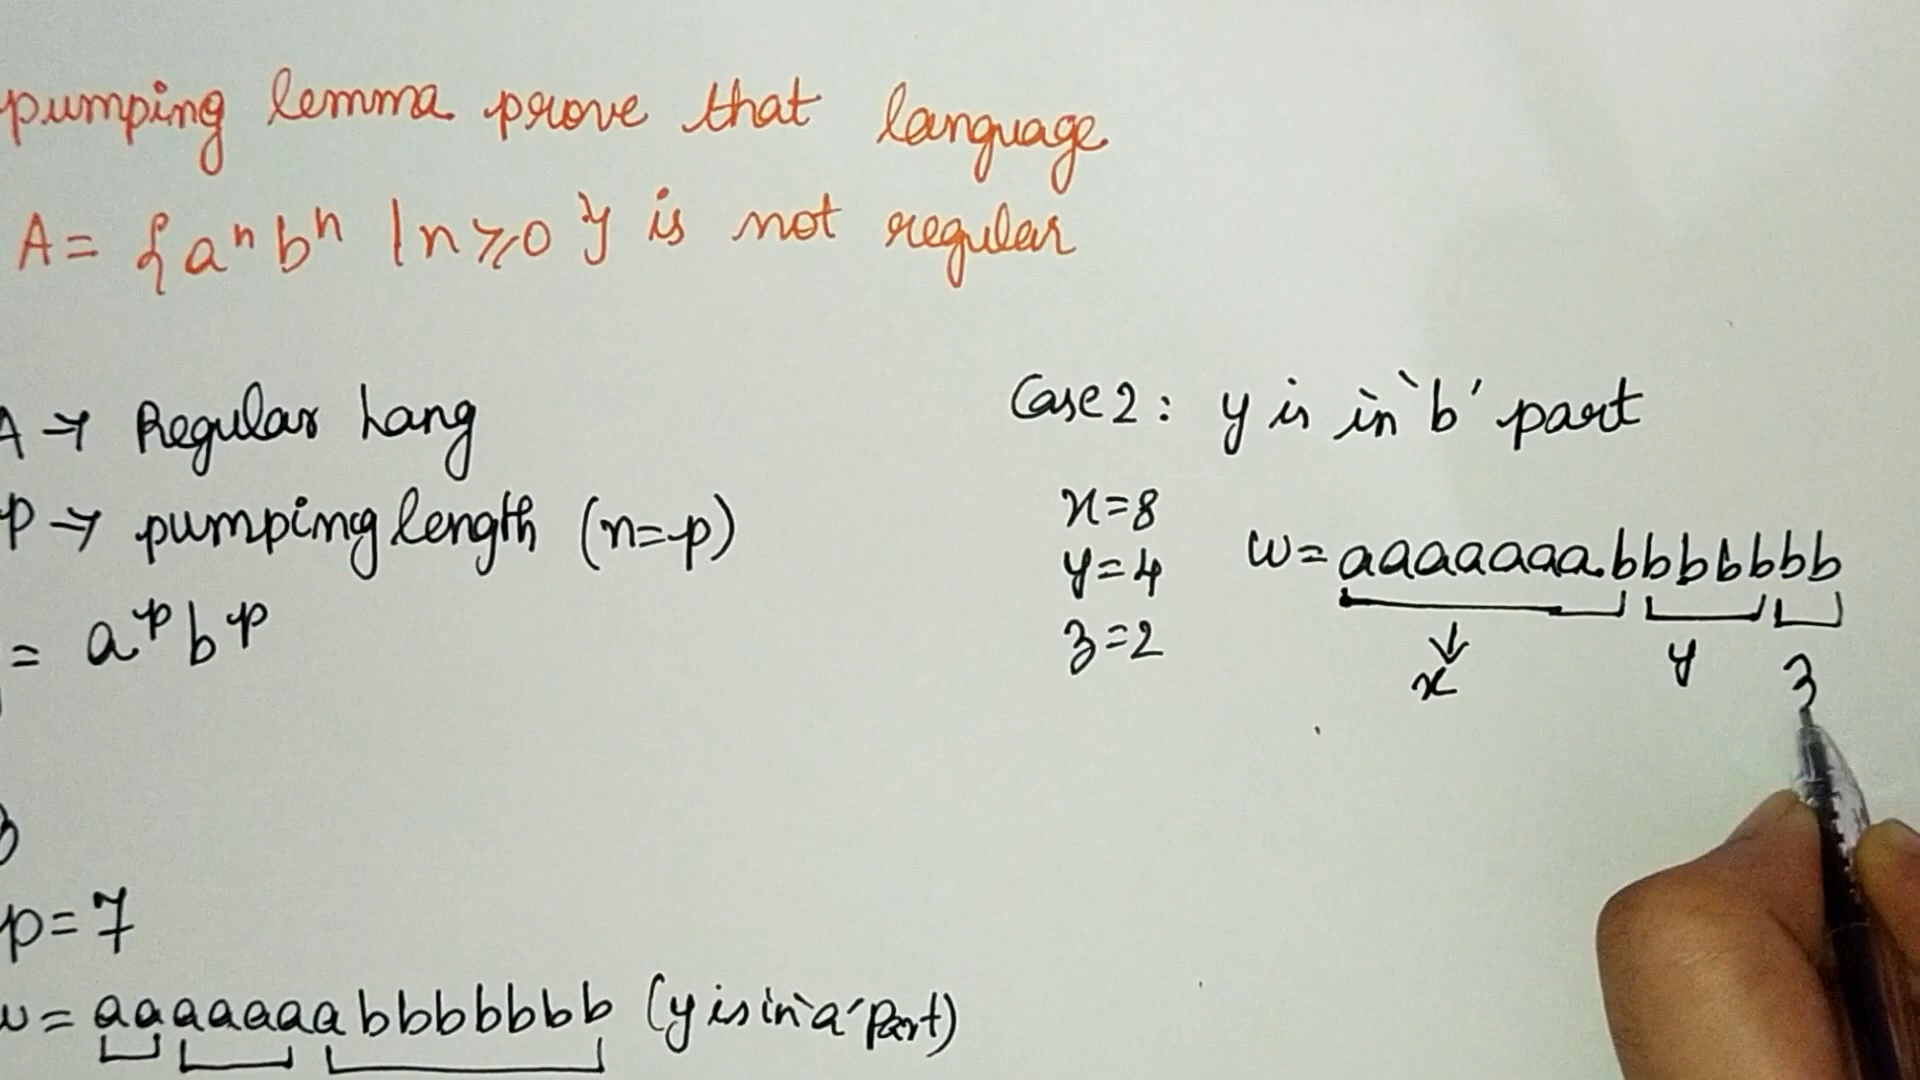 pumping lemma prove that language
A = {aⁿbⁿ | n ≥ 0} is not regular
A → Regular Lang
P → pumping length (n=p)
= aᵖbᵖ
p=7
w = aaaaaaabbbbbbb (y is in 'a' part)
Case 2 : y is in 'b' part
x=8
y=4
z=2
w = aaaaaaabbbbbbb
x y z